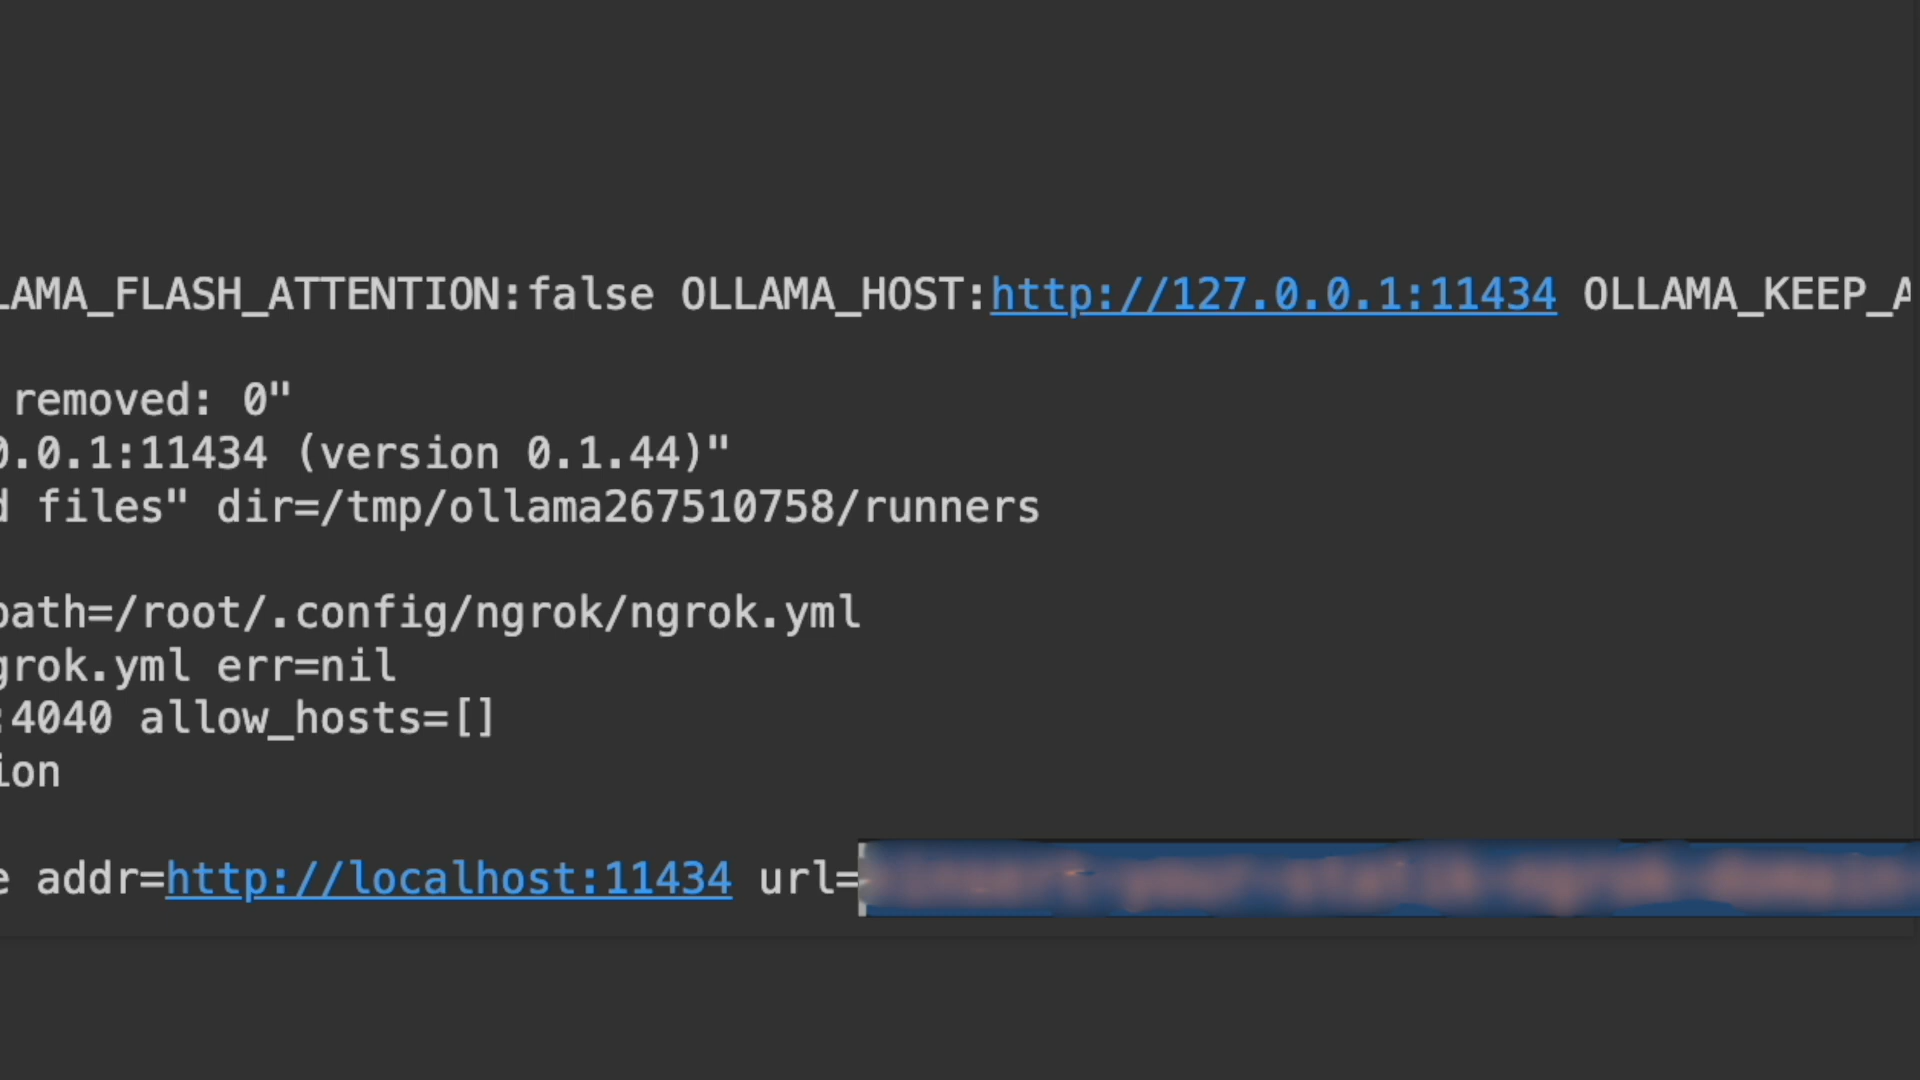 LAMA_FLASH_ATTENTION:false OLLAMA_HOST:http://127.0.0.1:11434 OLLAMA_KEEP_A
removed: 0"
0.0.1:11434 (version 0.1.44)"
d files" dir=/tmp/ollama267510758/runners
path=/root/.config/ngrok/ngrok.yml
grok.yml err=nil
:4040 allow_hosts=[]
ion
e addr=http://localhost:11434 url=